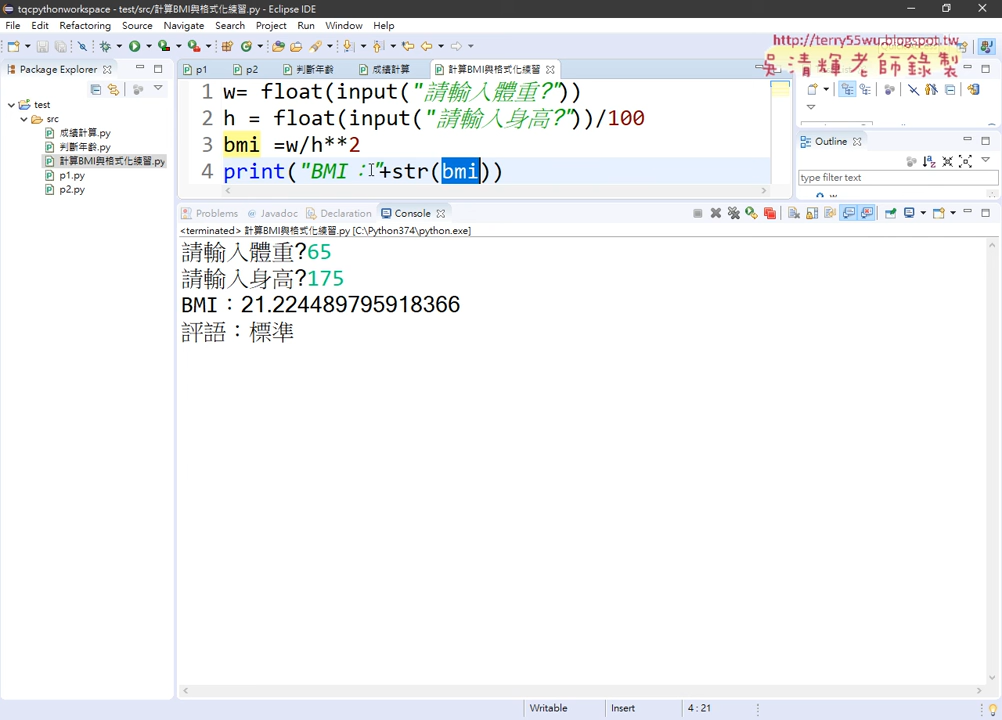 tqcpythonworkspace - test/src/計算BMI與格式化練習.py - Eclipse IDE
File Edit Refactoring Source Navigate Search Project Run Window Help
http://terry55wu.blogspot.tw
吳清輝老師錄製
Package Explorer
p1 p2 判斷年齡 成績計算 計算BMI與格式化練習
test
src
成績計算.py
判斷年齡.py
計算BMI與格式化練習.py
p1.py
p2.py
1 w= float(input("請輸入體重?"))
2 h = float(input("請輸入身高?"))/100
3 bmi =w/h**2
4 print("BMI："+str(bmi))
Outline
type filter text
w
Problems Javadoc Declaration Console
<terminated> 計算BMI與格式化練習.py [C:\Python374\python.exe]
請輸入體重?65
請輸入身高?175
BMI：21.224489795918366
評語：標準
Writable Insert 4 : 21